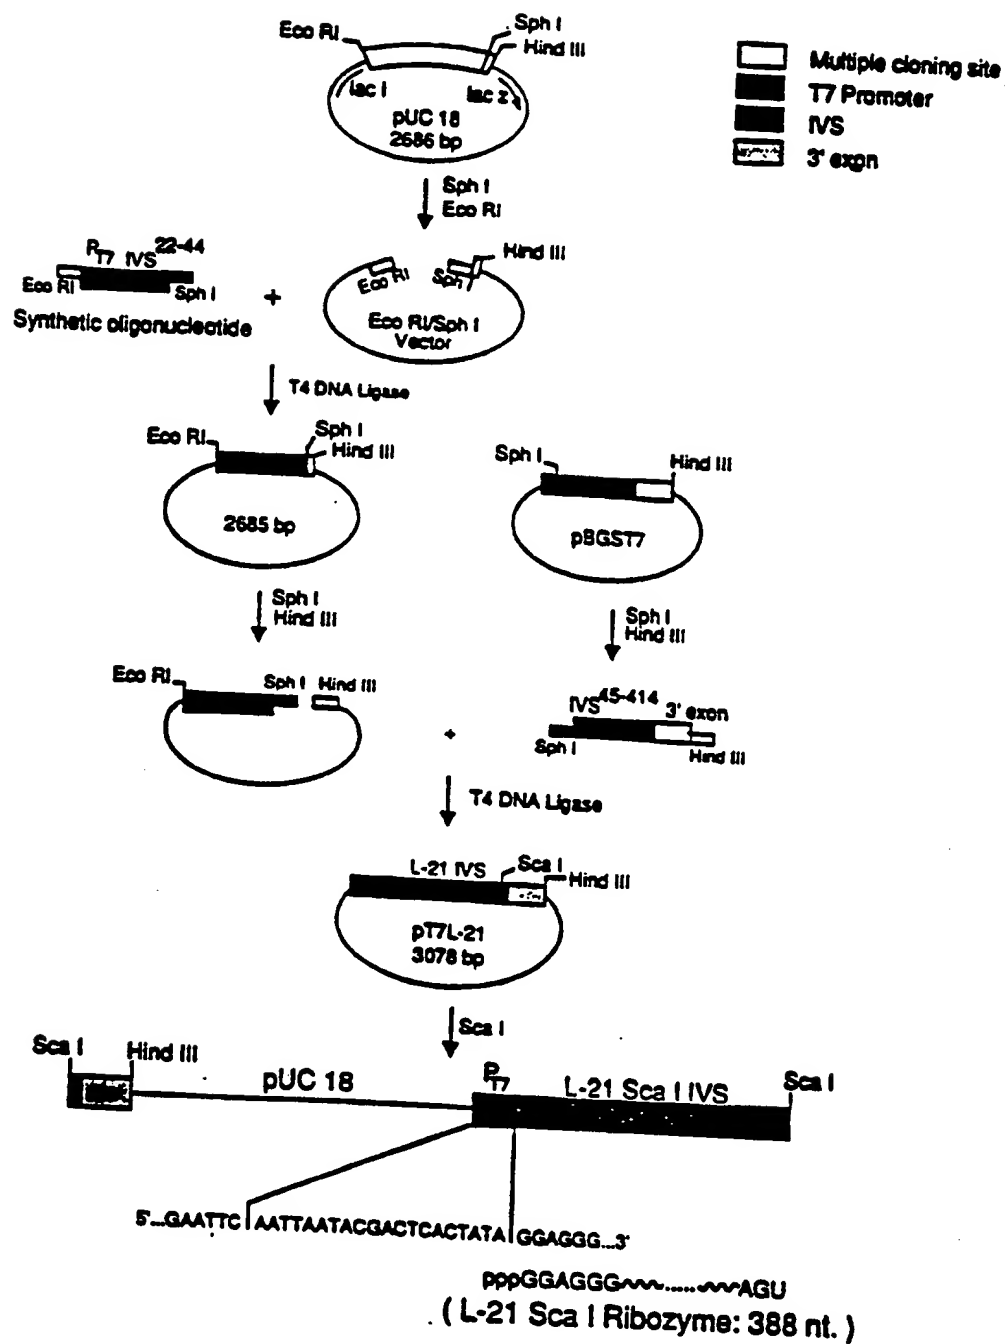 Eco RI
Sph I
Hind III
lac i
lac z
pUC 18
2686 bp
Multiple cloning site
T7 Promoter
IVS
3' exon
Sph I
Eco RI
PT7 IVS22-44
Eco RI
Sph I
Synthetic oligonucleotide
+
Hind III
Eco RI
Sph
Eco RI/Sph I
Vector
T4 DNA Ligase
Eco RI
Sph I
Hind III
2685 bp
Sph I
Hind III
pBGST7
Sph I
Hind III
Sph I
Hind III
Eco RI
Sph I
Hind III
+
IVS45-414
3' exon
Sph I
Hind III
T4 DNA Ligase
L-21 IVS
Sca I
Hind III
pT7L-21
3078 bp
Sca I
Sca I
Hind III
pUC 18
PT7
L-21 Sca I IVS
Sca I
5'...GAATTC AATTAATACGACTCACTATA GGAGGG...3'
pppGGAGGG~~......~~AGU
( L-21 Sca I Ribozyme: 388 nt. )